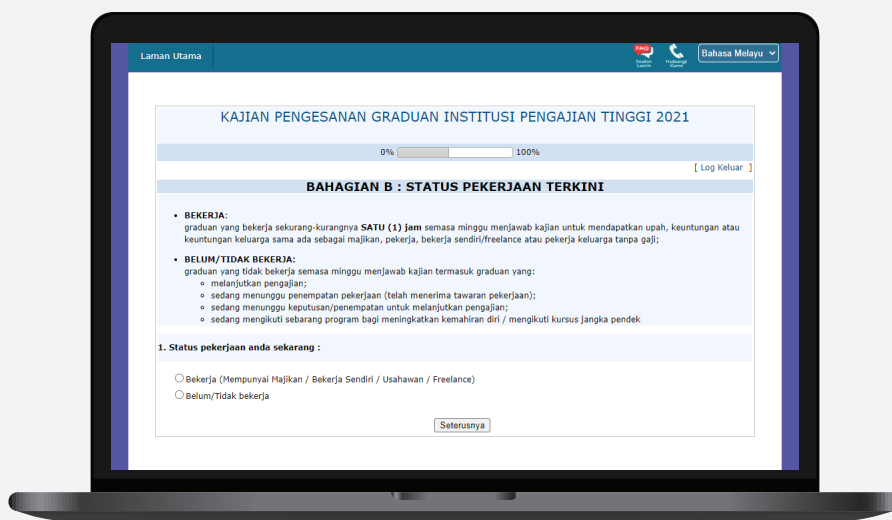 Laman Utama
FAQ
Soalan
Lazim
Hubungi
Kami
Bahasa Melayu
KAJIAN PENGESANAN GRADUAN INSTITUSI PENGAJIAN TINGGI 2021
0% 100%
[ Log Keluar ]
BAHAGIAN B : STATUS PEKERJAAN TERKINI
• BEKERJA:
graduan yang bekerja sekurang-kurangnya SATU (1) jam semasa minggu menjawab kajian untuk mendapatkan upah, keuntungan atau
keuntungan keluarga sama ada sebagai majikan, pekerja, bekerja sendiri/freelance atau pekerja keluarga tanpa gaji;
• BELUM/TIDAK BEKERJA:
graduan yang tidak bekerja semasa minggu menjawab kajian termasuk graduan yang:
melanjutkan pengajian;
sedang menunggu penempatan pekerjaan (telah menerima tawaran pekerjaan);
sedang menunggu keputusan/penempatan untuk melanjutkan pengajian;
sedang mengikuti sebarang program bagi meningkatkan kemahiran diri / mengikuti kursus jangka pendek
1. Status pekerjaan anda sekarang :
Bekerja (Mempunyai Majikan / Bekerja Sendiri / Usahawan / Freelance)
Belum/Tidak bekerja
Seterusnya